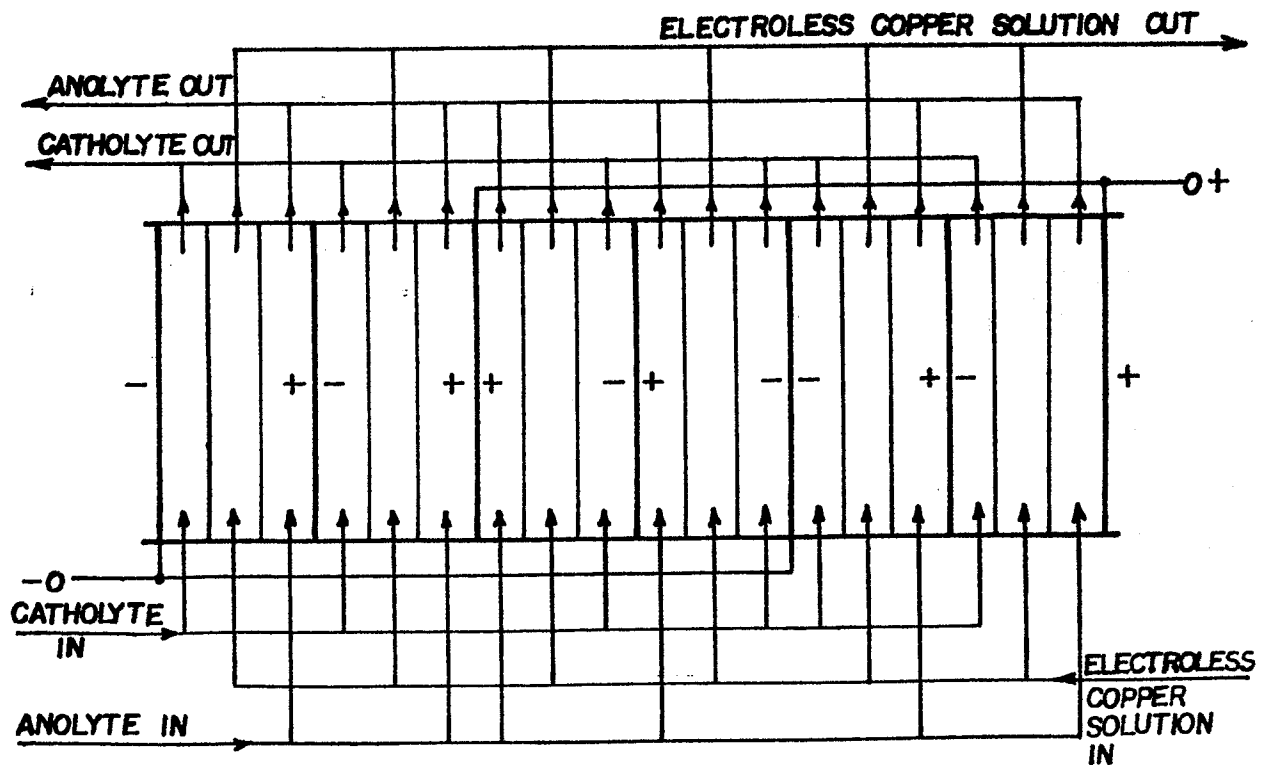 ELECTROLESS COPPER SOLUTION OUT
ANOLYTE OUT
CATHOLYTE OUT
O+
- + - + + - + - - + - +
-O
CATHOLYTE
IN
ELECTROLESS
COPPER
SOLUTION
IN
ANOLYTE IN